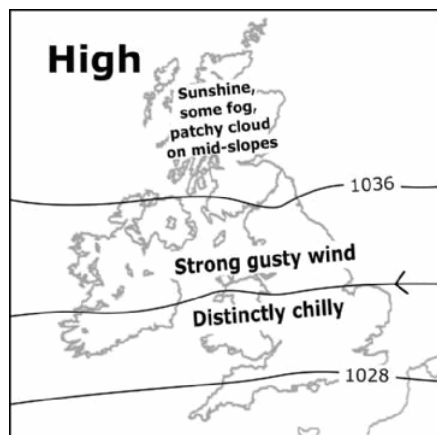 High
Sunshine,
some fog,
patchy cloud
on mid-slopes
1036
Strong gusty wind
Distinctly chilly
1028